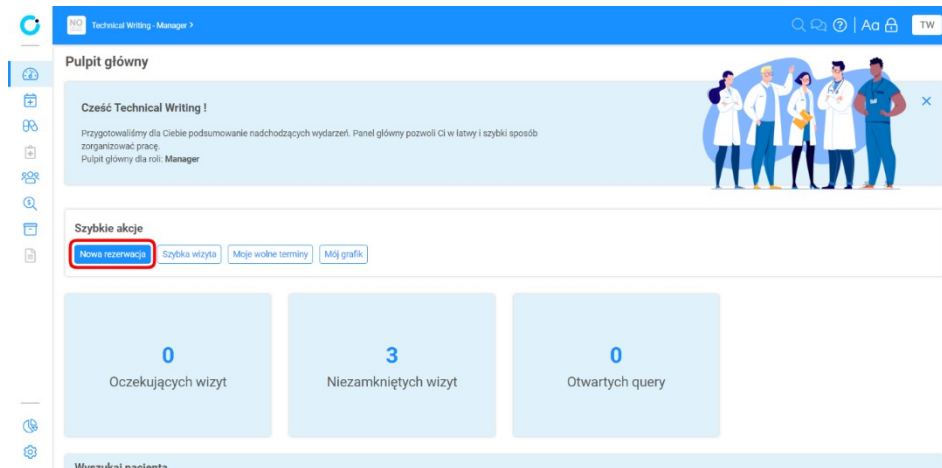 NO
Technical Writing - Manager >
Aa
TW
Pulpit główny
Cześć Technical Writing !
Przygotowaliśmy dla Ciebie podsumowanie nadchodzących wydarzeń. Panel główny pozwoli Ci w łatwy i szybki sposób
zorganizować pracę.
Pulpit główny dla roli: Manager
Szybkie akcje
Nowa rezerwacja
Szybka wizyta
Moje wolne terminy
Mój grafik
0
3
0
Oczekujących wizyt
Niezamkniętych wizyt
Otwartych query
Wyszukaj pacjenta